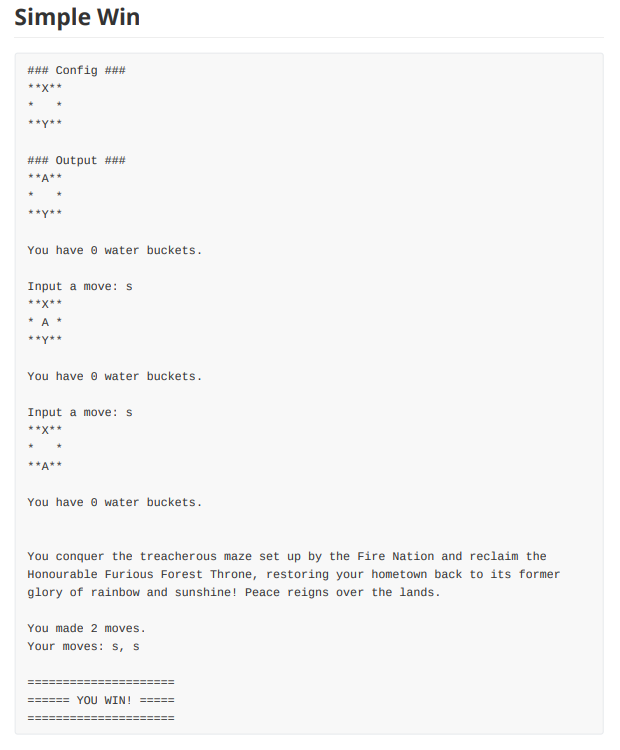 Simple Win
### Config ###
**X**
*   *
**Y**
### Output ###
**A**
*   *
**Y**
You have 0 water buckets.
Input a move: s
**X**
* A *
**Y**
You have 0 water buckets.
Input a move: s
**X**
*   *
**A**
You have 0 water buckets.
You conquer the treacherous maze set up by the Fire Nation and reclaim the
Honourable Furious Forest Throne, restoring your hometown back to its former
glory of rainbow and sunshine! Peace reigns over the lands.
You made 2 moves.
Your moves: s, s
=====================
====== YOU WIN! =====
=====================